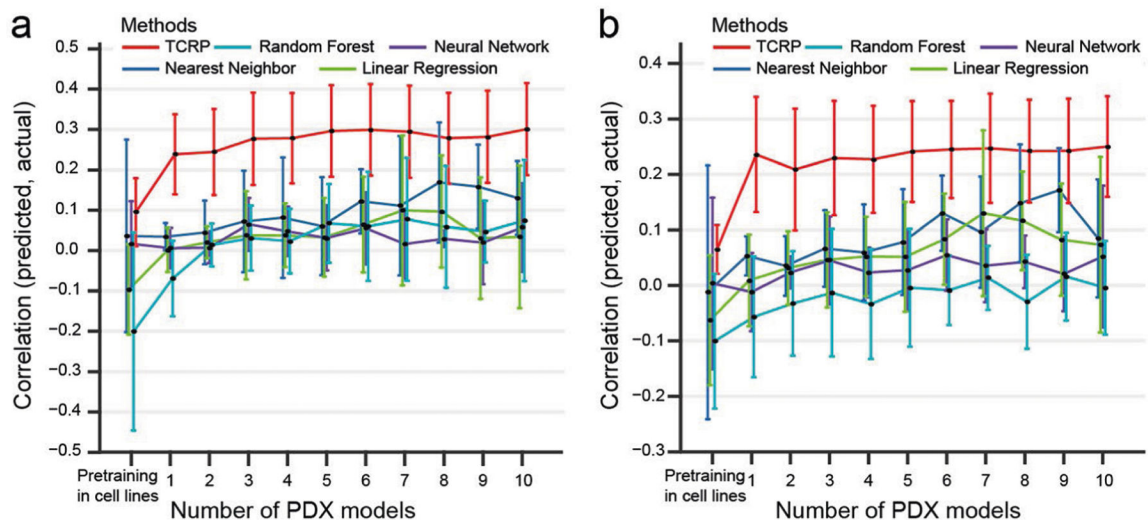 a
Methods
TCRP Random Forest Neural Network
Nearest Neighbor Linear Regression
Correlation (predicted, actual)
0.5
0.4
0.3
0.2
0.1
0.0
−0.1
−0.2
−0.3
−0.4
−0.5
Pretraining
in cell lines
1 2 3 4 5 6 7 8 9 10
Number of PDX models
b
Methods
TCRP Random Forest Neural Network
Nearest Neighbor Linear Regression
Correlation (predicted, actual)
0.4
0.3
0.2
0.1
0.0
−0.1
−0.2
−0.3
Pretraining
in cell lines
1 2 3 4 5 6 7 8 9 10
Number of PDX models